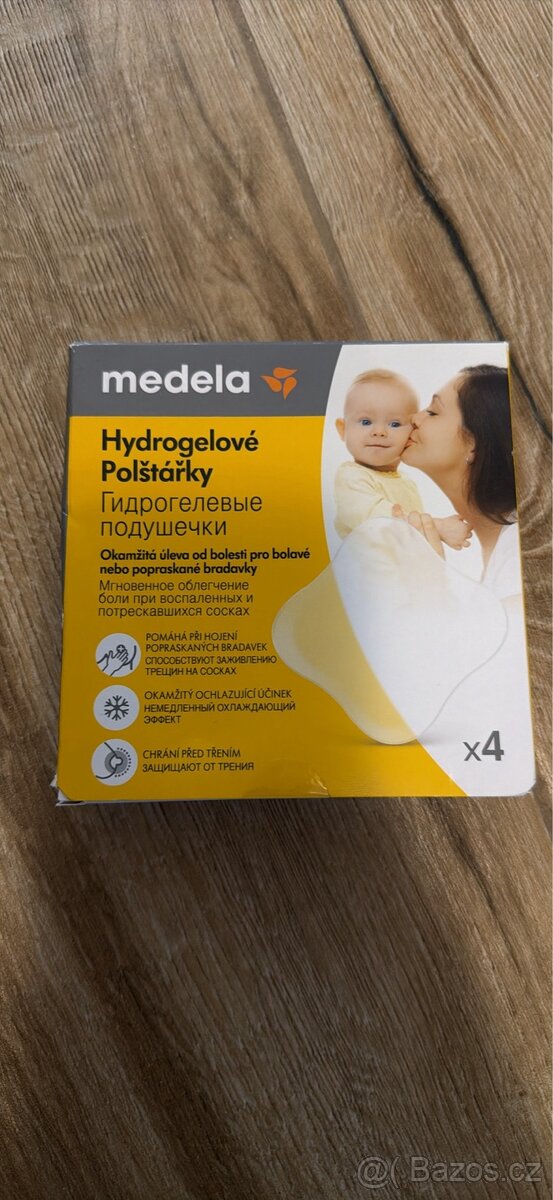 medela
Hydrogelové
Polštářky
Гидрогелевые
подушечки
Okamžitá úleva od bolesti pro bolavé
nebo popraskané bradavky
Мгновенное облегчение
боли при воспаленных и
потрескавшихся сосках
POMÁHÁ PŘI HOJENÍ
POPRASKANÝCH BRADAVEK
СПОСОБСТВУЮТ ЗАЖИВЛЕНИЮ
ТРЕЩИН НА СОСКАХ
OKAMŽITÝ OCHLAZUJÍCÍ ÚČINEK
НЕМЕДЛЕННЫЙ ОХЛАЖДАЮЩИЙ
ЭФФЕКТ
CHRÁNÍ PŘED TŘENÍM
ЗАЩИЩАЮТ ОТ ТРЕНИЯ
x4
@( Bazos.cz